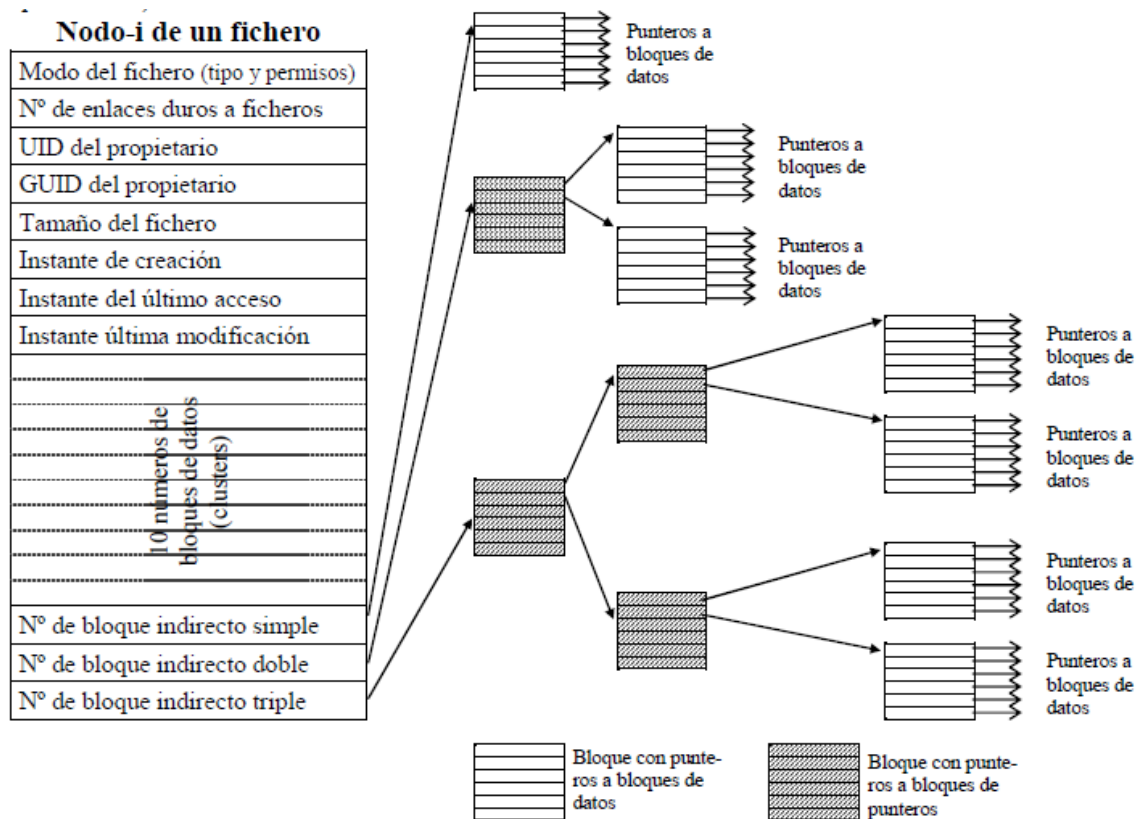 Nodo-i de un fichero
Modo del fichero (tipo y permisos)
Nº de enlaces duros a ficheros
UID del propietario
GUID del propietario
Tamaño del fichero
Instante de creación
Instante del último acceso
Instante última modificación
10 números de
bloques de datos
(clusters)
Nº de bloque indirecto simple
Nº de bloque indirecto doble
Nº de bloque indirecto triple
Punteros a
bloques de
datos
Punteros a
bloques de
datos
Punteros a
bloques de
datos
Punteros a
bloques de
datos
Punteros a
bloques de
datos
Punteros a
bloques de
datos
Punteros a
bloques de
datos
Bloque con punte-
ros a bloques de
datos
Bloque con punte-
ros a bloques de
punteros